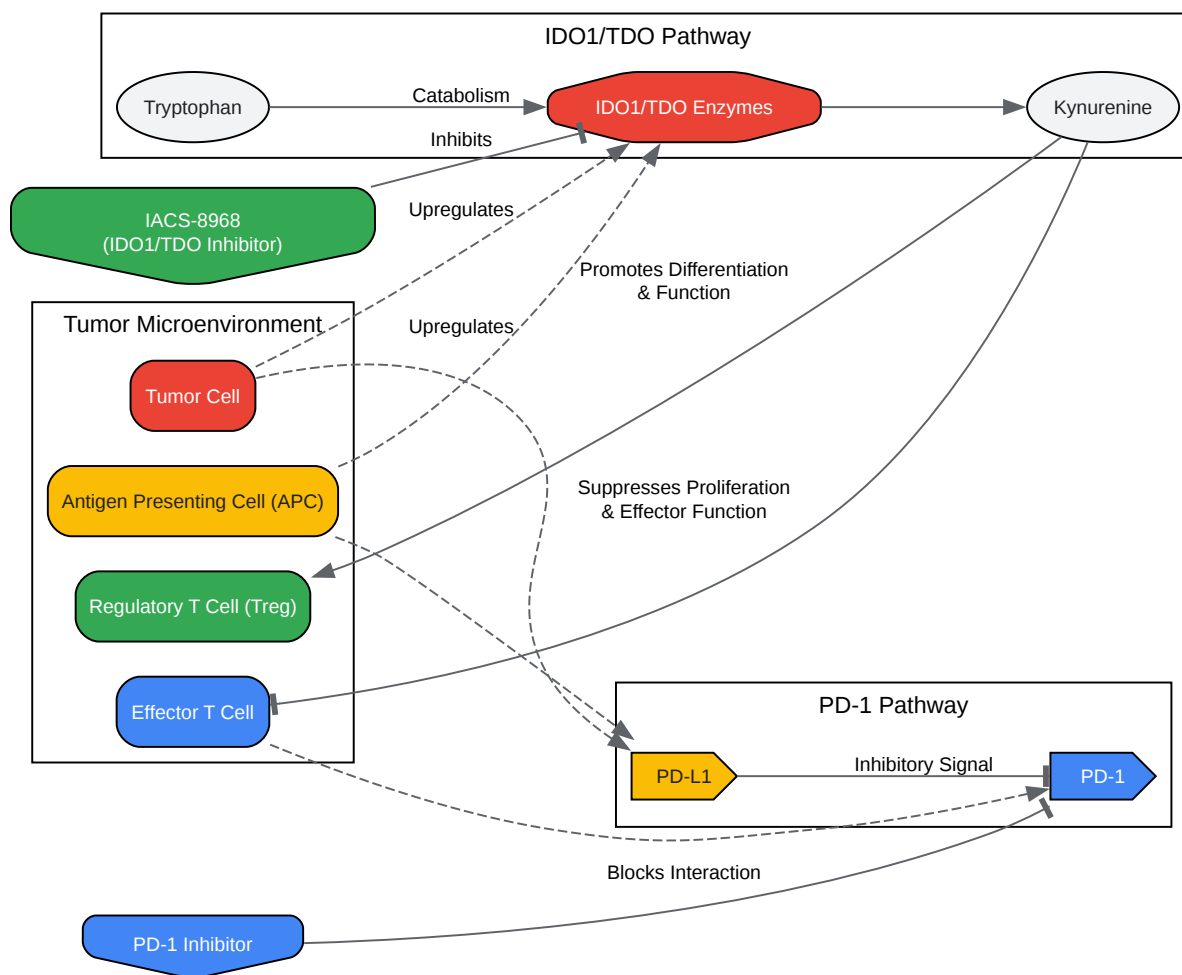 IDO1/TDO Pathway
Tryptophan
Catabolism
IDO1/TDO Enzymes
Kynurenine
Inhibits
IACS-8968
(IDO1/TDO Inhibitor)
Upregulates
Promotes Differentiation
& Function
Tumor Microenvironment
Upregulates
Tumor Cell
Antigen Presenting Cell (APC)
Suppresses Proliferation
& Effector Function
Regulatory T Cell (Treg)
Effector T Cell
PD-1 Pathway
PD-L1
Inhibitory Signal
PD-1
Blocks Interaction
PD-1 Inhibitor